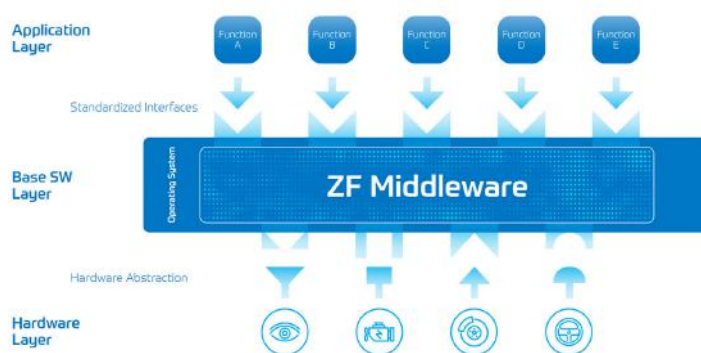 Application
Layer
Function
A
Function
B
Function
C
Function
D
Function
E
Standardized Interfaces
Base SW
Layer
Operating System
ZF Middleware
Hardware Abstraction
Hardware
Layer